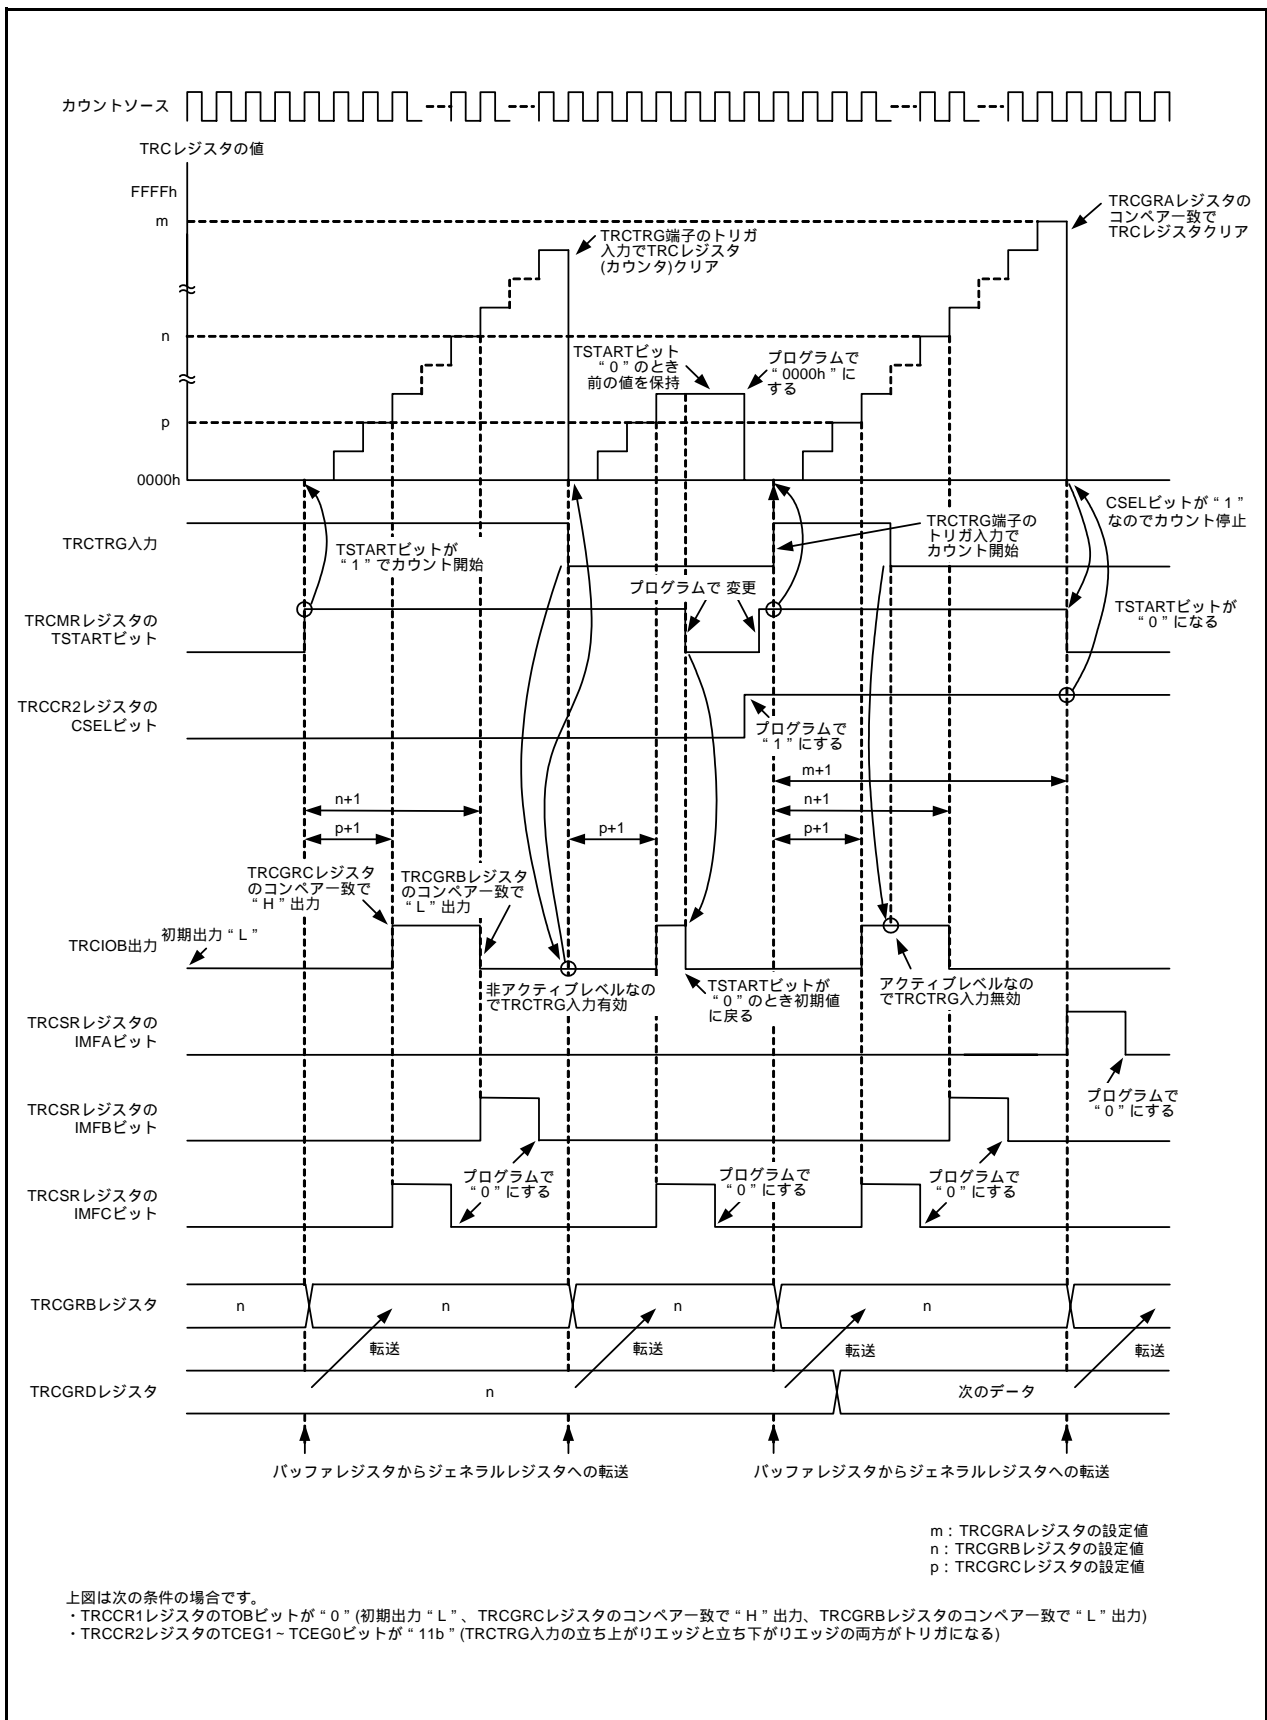 カウントソース
TRCレジスタの値
FFFFh
m
TRCGRAレジスタの
コンペア一致で
TRCレジスタクリア
TRCTRG端子のトリガ
入力でTRCレジスタ
(カウンタ)クリア
n
TSTARTビット
“0”のとき
前の値を保持
プログラムで
“0000h”に
する
p
0000h
CSELビットが“1”
なのでカウント停止
TRCTRG入力
TSTARTビットが
“1”でカウント開始
TRCTRG端子の
トリガ入力で
カウント開始
プログラムで 変更
TRCMRレジスタの
TSTARTビット
TSTARTビットが
“0”になる
TRCCR2レジスタの
CSELビット
プログラムで
“1”にする
m+1
n+1
n+1
p+1
p+1
p+1
TRCGRCレジスタ
のコンペア一致で
“H”出力
TRCGRBレジスタ
のコンペア一致で
“L”出力
初期出力“L”
TRCIOB出力
非アクティブレベルなの
でTRCTRG入力有効
TSTARTビットが
“0”のとき初期値
に戻る
アクティブレベルなの
でTRCTRG入力無効
TRCSRレジスタの
IMFAビット
プログラムで
“0”にする
TRCSRレジスタの
IMFBビット
プログラムで
“0”にする
プログラムで
“0”にする
プログラムで
“0”にする
TRCSRレジスタの
IMFCビット
TRCGRBレジスタ
n
n
n
n
転送
転送
転送
転送
TRCGRDレジスタ
n
次のデータ
バッファレジスタからジェネラルレジスタへの転送
バッファレジスタからジェネラルレジスタへの転送
m：TRCGRAレジスタの設定値
n：TRCGRBレジスタの設定値
p：TRCGRCレジスタの設定値
上図は次の条件の場合です。
・TRCCR1レジスタのTOBビットが“0”(初期出力“L”、TRCGRCレジスタのコンペア一致で“H”出力、TRCGRBレジスタのコンペア一致で“L”出力)
・TRCCR2レジスタのTCEG1～TCEG0ビットが“11b”(TRCTRG入力の立ち上がりエッジと立ち下がりエッジの両方がトリガになる)